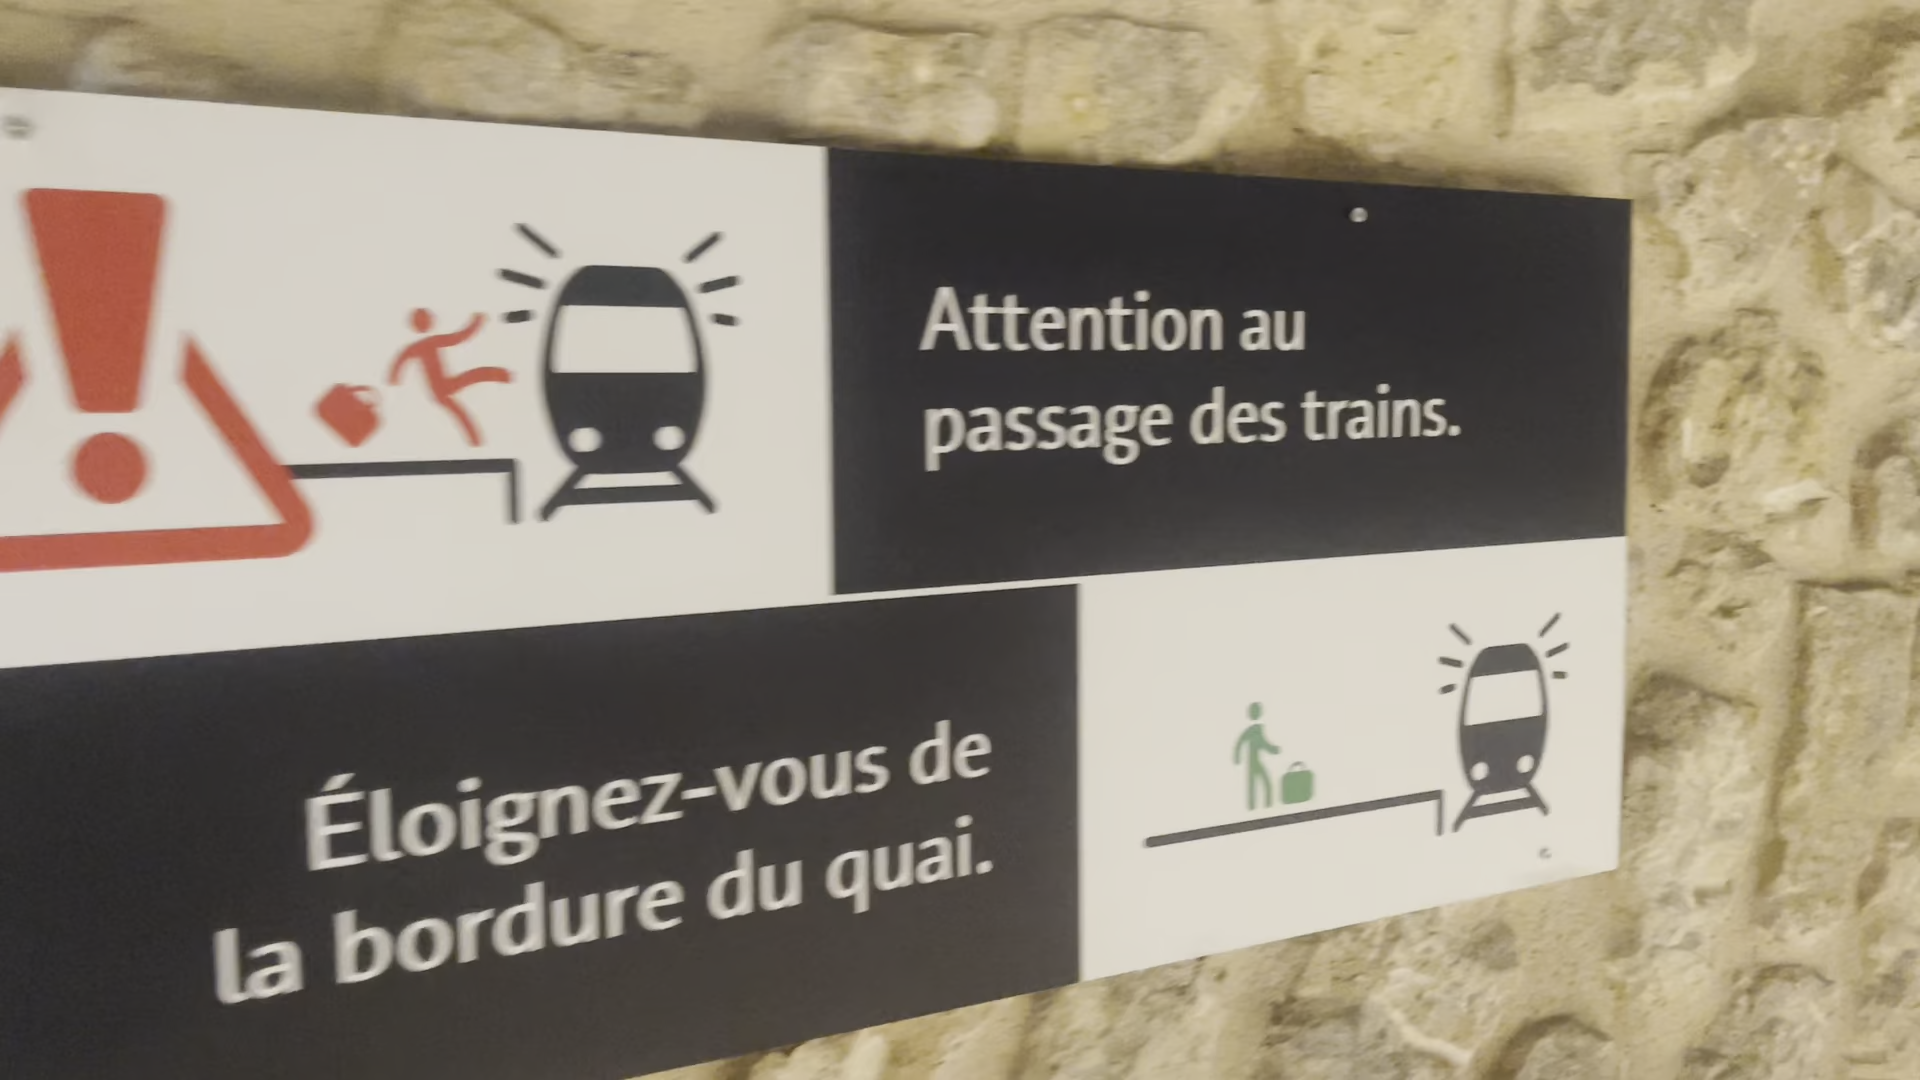 Attention au
passage des trains.
Éloignez-vous de
la bordure du quai.